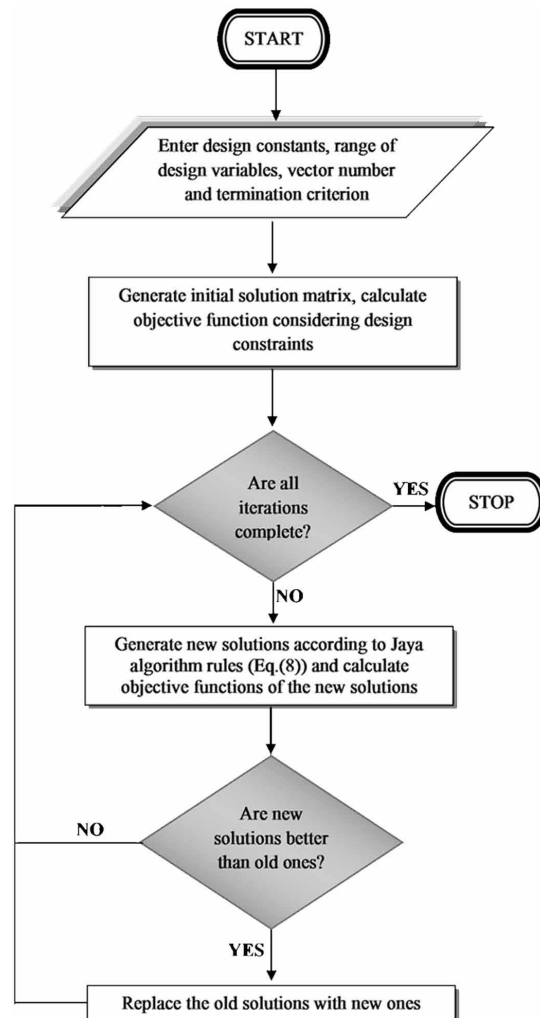 START
Enter design constants, range of
design variables, vector number
and termination criterion
Generate initial solution matrix, calculate
objective function considering design
constraints
Are all
iterations
complete?
YES
STOP
NO
Generate new solutions according to Jaya
algorithm rules (Eq.(8)) and calculate
objective functions of the new solutions
Are new
solutions better
than old ones?
NO
YES
Replace the old solutions with new ones